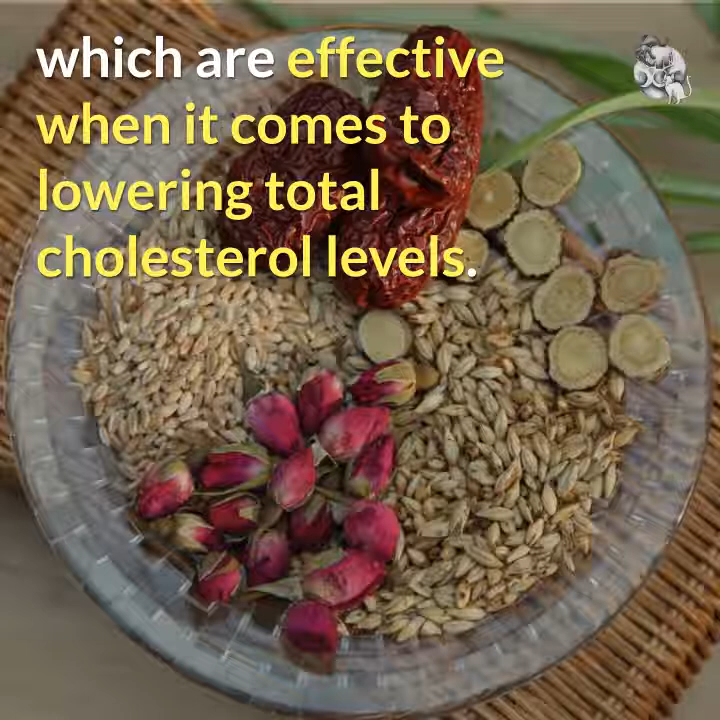 which are effective
when it comes to
lowering total
cholesterol levels.